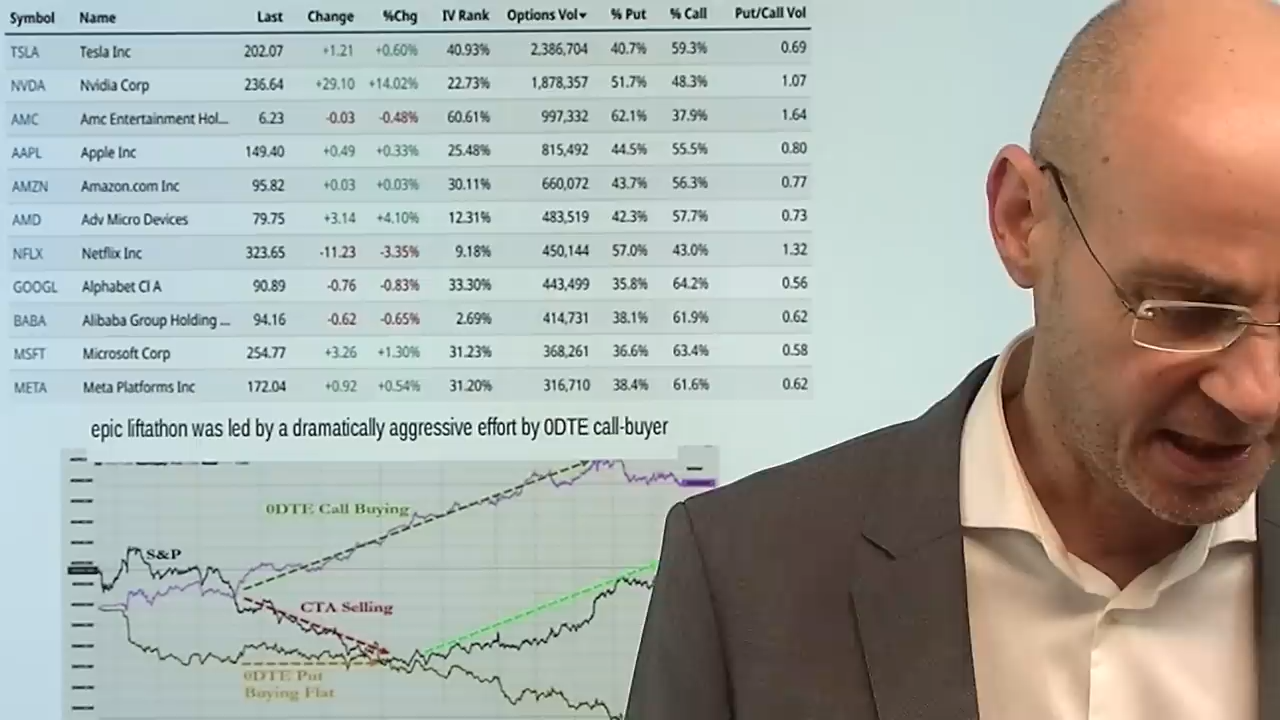 Symbol Name Last Change %Chg IV Rank Options Vol▾ % Put % Call Put/Call Vol
TSLA Tesla Inc 202.07 +1.21 +0.60% 40.93% 2,386,704 40.7% 59.3% 0.69
NVDA Nvidia Corp 236.64 +29.10 +14.02% 22.73% 1,878,357 51.7% 48.3% 1.07
AMC Amc Entertainment Hol... 6.23 -0.03 -0.48% 60.61% 997,332 62.1% 37.9% 1.64
AAPL Apple Inc 149.40 +0.49 +0.33% 25.48% 815,492 44.5% 55.5% 0.80
AMZN Amazon.com Inc 95.82 +0.03 +0.03% 30.11% 660,072 43.7% 56.3% 0.77
AMD Adv Micro Devices 79.75 +3.14 +4.10% 12.31% 483,519 42.3% 57.7% 0.73
NFLX Netflix Inc 323.65 -11.23 -3.35% 9.18% 450,144 57.0% 43.0% 1.32
GOOGL Alphabet Cl A 90.89 -0.76 -0.83% 33.30% 443,499 35.8% 64.2% 0.56
BABA Alibaba Group Holding ... 94.16 -0.62 -0.65% 2.69% 414,731 38.1% 61.9% 0.62
MSFT Microsoft Corp 254.77 +3.26 +1.30% 31.23% 368,261 36.6% 63.4% 0.58
META Meta Platforms Inc 172.04 +0.92 +0.54% 31.20% 316,710 38.4% 61.6% 0.62
epic liftathon was led by a dramatically aggressive effort by 0DTE call-buyer
0DTE Call Buying
S&P
CTA Selling
0DTE Put
Buying Flat